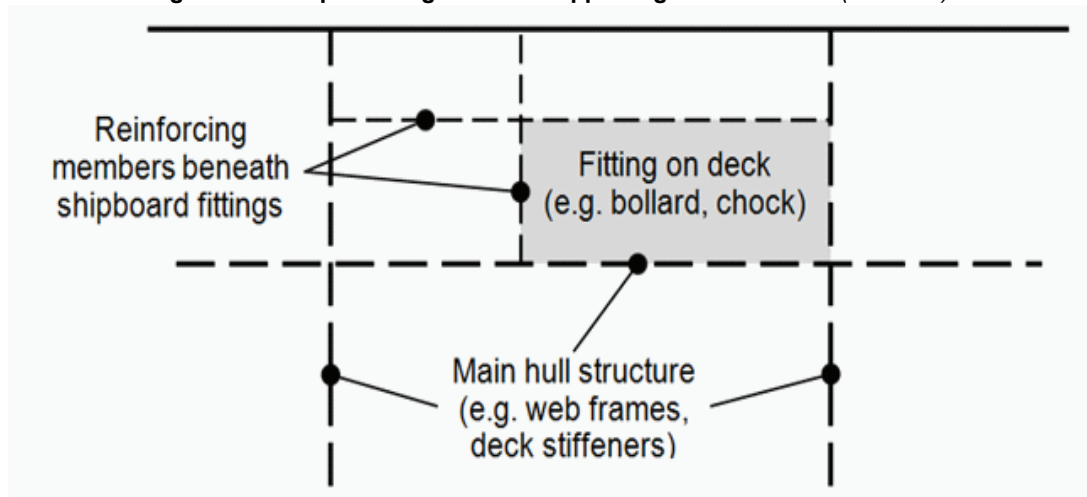 Reinforcing
members beneath
shipboard fittings
Fitting on deck
(e.g. bollard, chock)
Main hull structure
(e.g. web frames,
deck stiffeners)